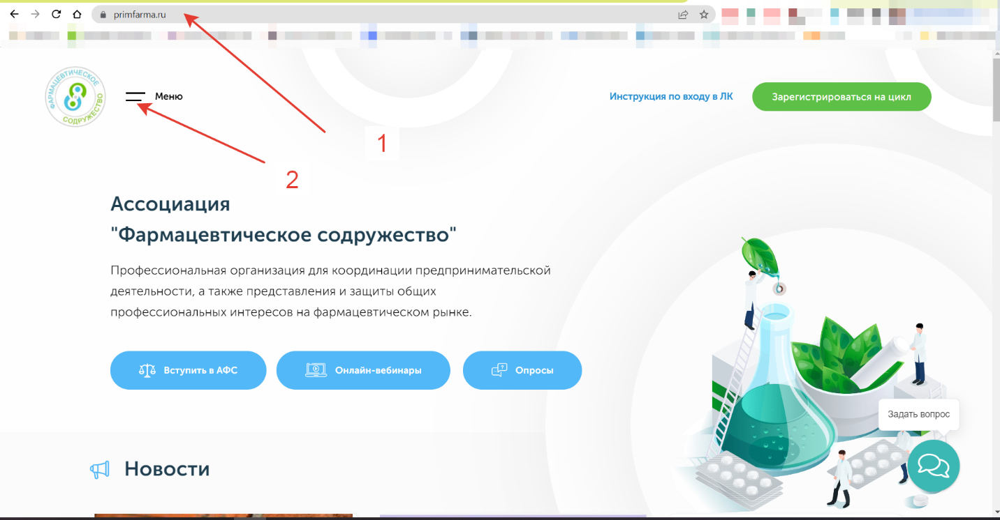 primfarma.ru
ФАРМАЦЕВТИЧЕСКОЕ
СОДРУЖЕСТВО
Меню
Инструкция по входу в ЛК
Зарегистрироваться на цикл
1
2
Ассоциация
"Фармацевтическое содружество"
Профессиональная организация для координации предпринимательской
деятельности, а также представления и защиты общих
профессиональных интересов на фармацевтическом рынке.
Вступить в АФС
Онлайн-вебинары
Опросы
Задать вопрос
Новости